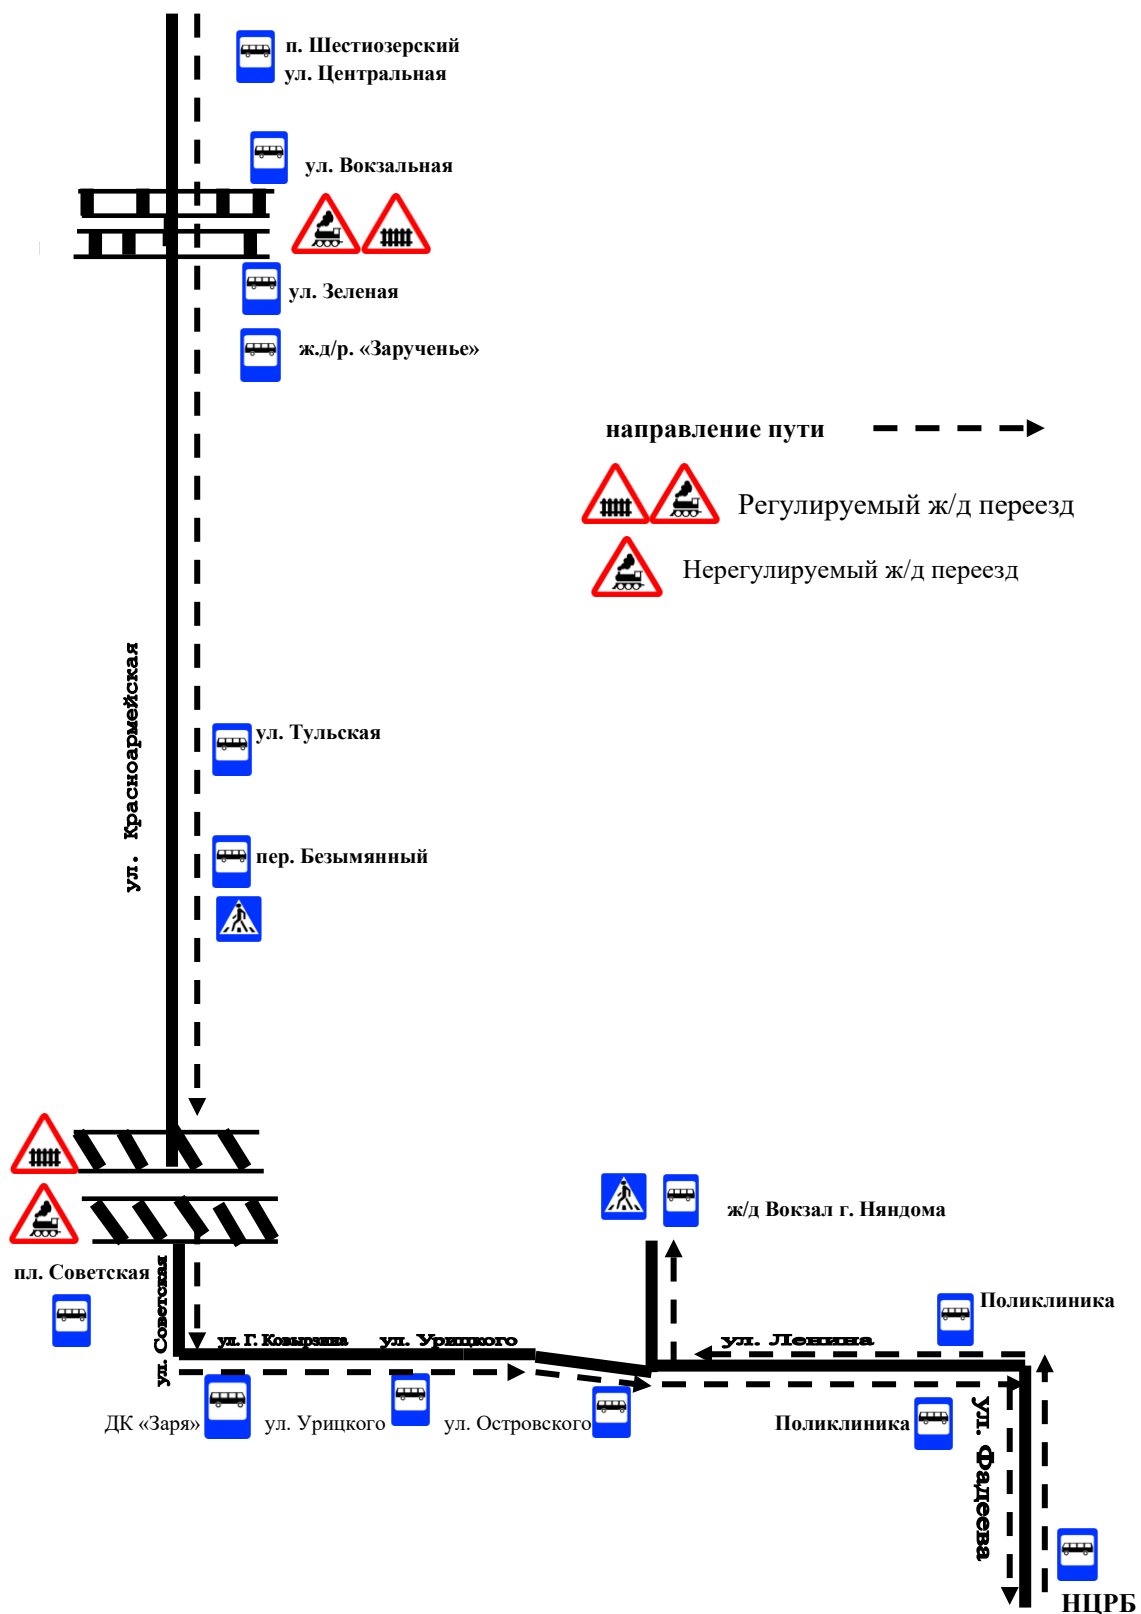 п. Шестиозерский
ул. Центральная
ул. Вокзальная
ул. Зеленая
ж.д/р. «Зарученье»
направление пути
Регулируемый ж/д переезд
Нерегулируемый ж/д переезд
ул. Красноармейская
ул. Тульская
пер. Безымянный
ж/д Вокзал г. Няндома
пл. Советская
ул. Советская
Поликлиника
ул. Г. Ковырзина
ул. Урицкого
ул. Ленина
ДК «Заря»
ул. Урицкого
ул. Островского
Поликлиника
ул. Фадеева
НЦРБ